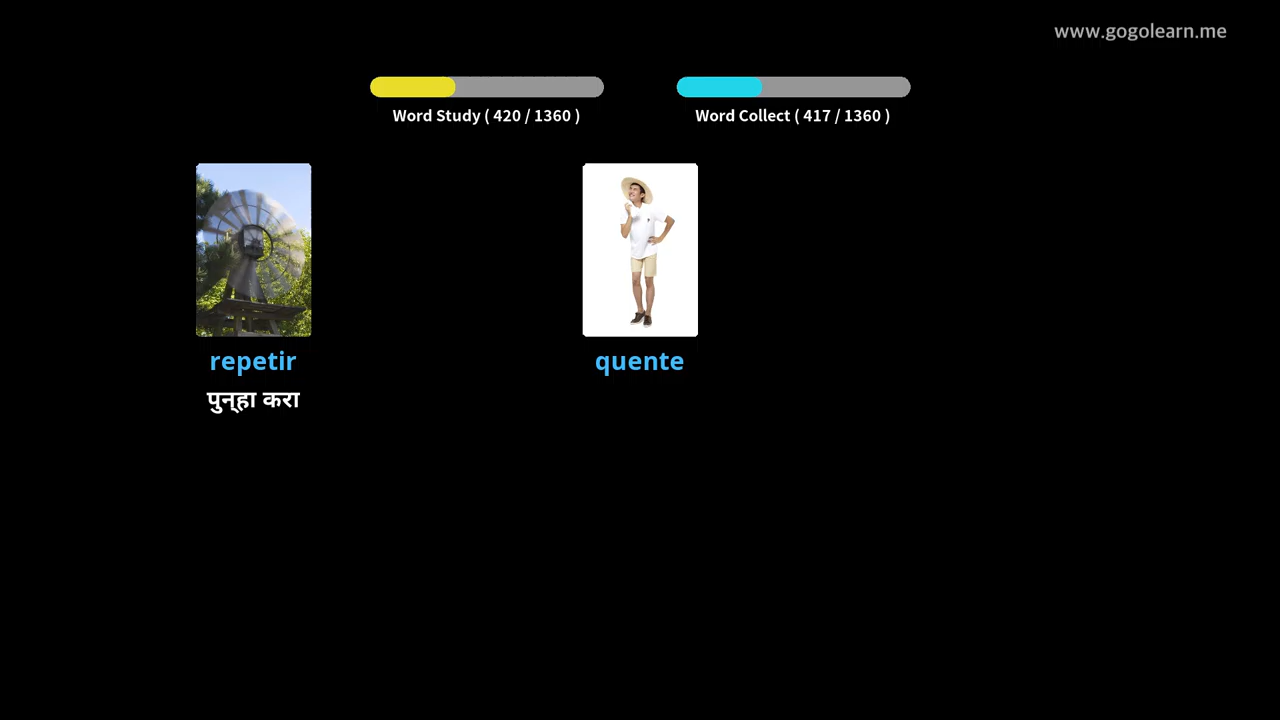 www.gogolearn.me
Word Study ( 420 / 1360 )
Word Collect ( 417 / 1360 )
repetir
quente
पुन्हा करा